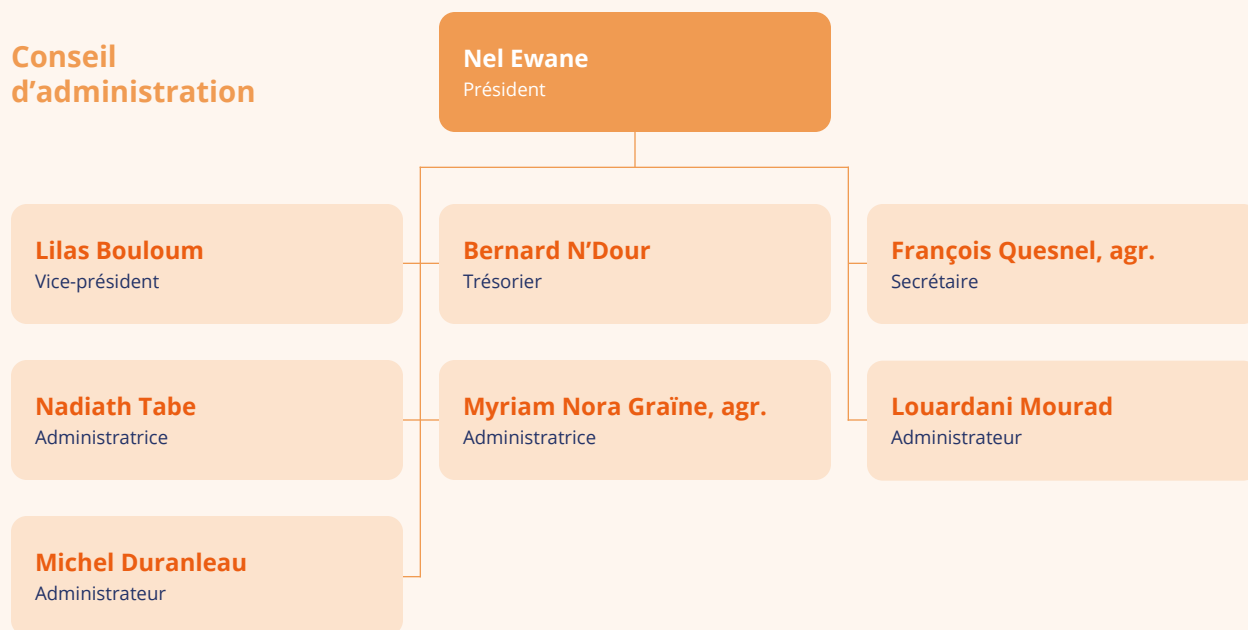 Conseil
d’administration
Nel Ewane
Président
Lilas Bouloum
Vice-président
Bernard N’Dour
Trésorier
François Quesnel, agr.
Secrétaire
Nadiath Tabe
Administratrice
Myriam Nora Graïne, agr.
Administratrice
Louardani Mourad
Administrateur
Michel Duranleau
Administrateur